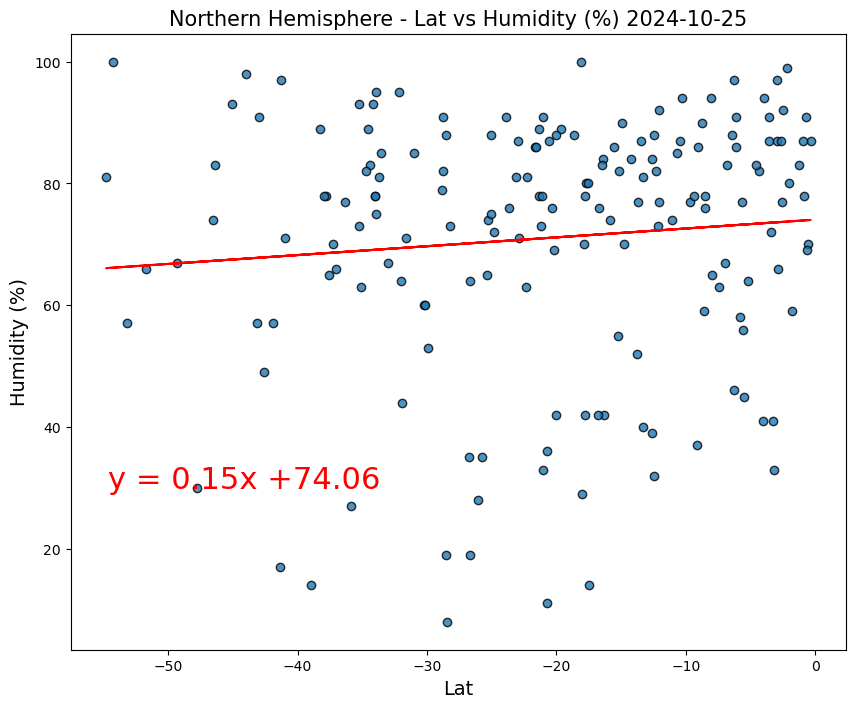 Northern Hemisphere - Lat vs Humidity (%) 2024-10-25
100
80
60
40
20
Humidity (%)
y = 0.15x +74.06
−50 −40 −30 −20 −10 0
Lat